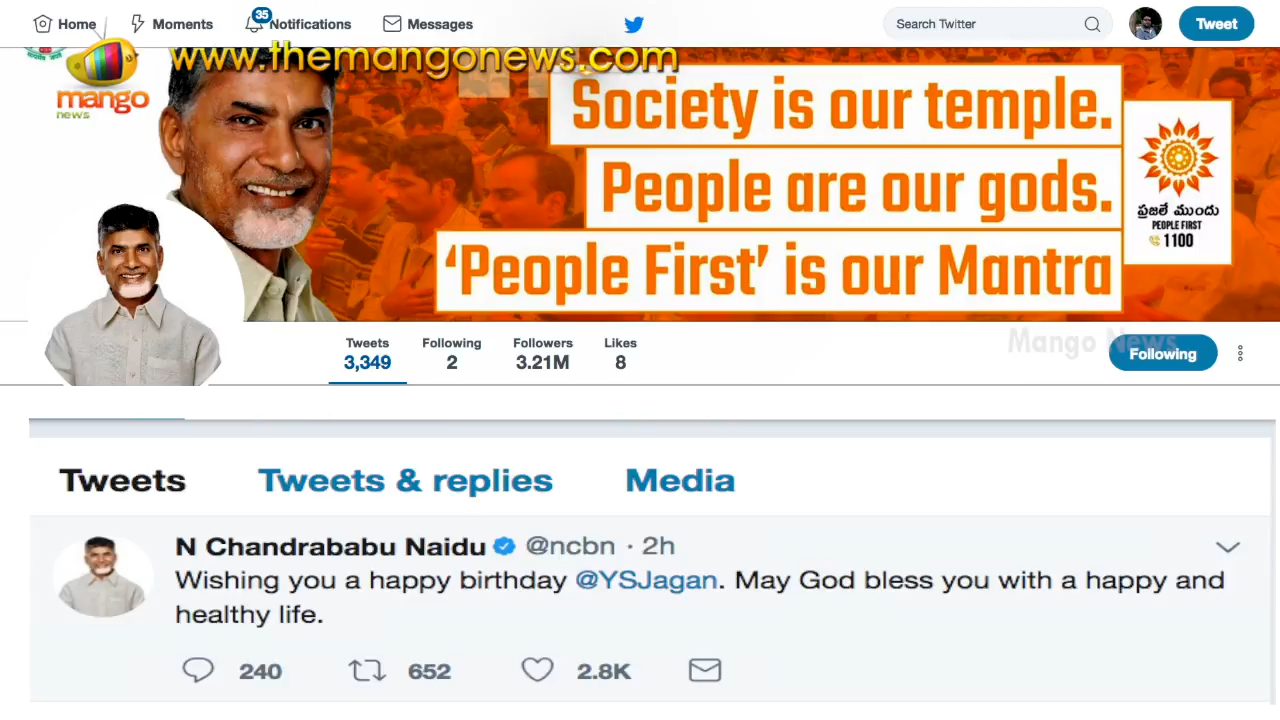 Home Moments 35 Notifications Messages Search Twitter Tweet
www.themangonews.com
mango
news
Society is our temple.
People are our gods.
‘People First’ is our Mantra
ప్రజలే ముందు
PEOPLE FIRST
1100
Tweets Following Followers Likes
3,349 2 3.21M 8
Mango News
Following
Tweets Tweets & replies Media
N Chandrababu Naidu @ncbn · 2h
Wishing you a happy birthday @YSJagan. May God bless you with a happy and
healthy life.
240 652 2.8K